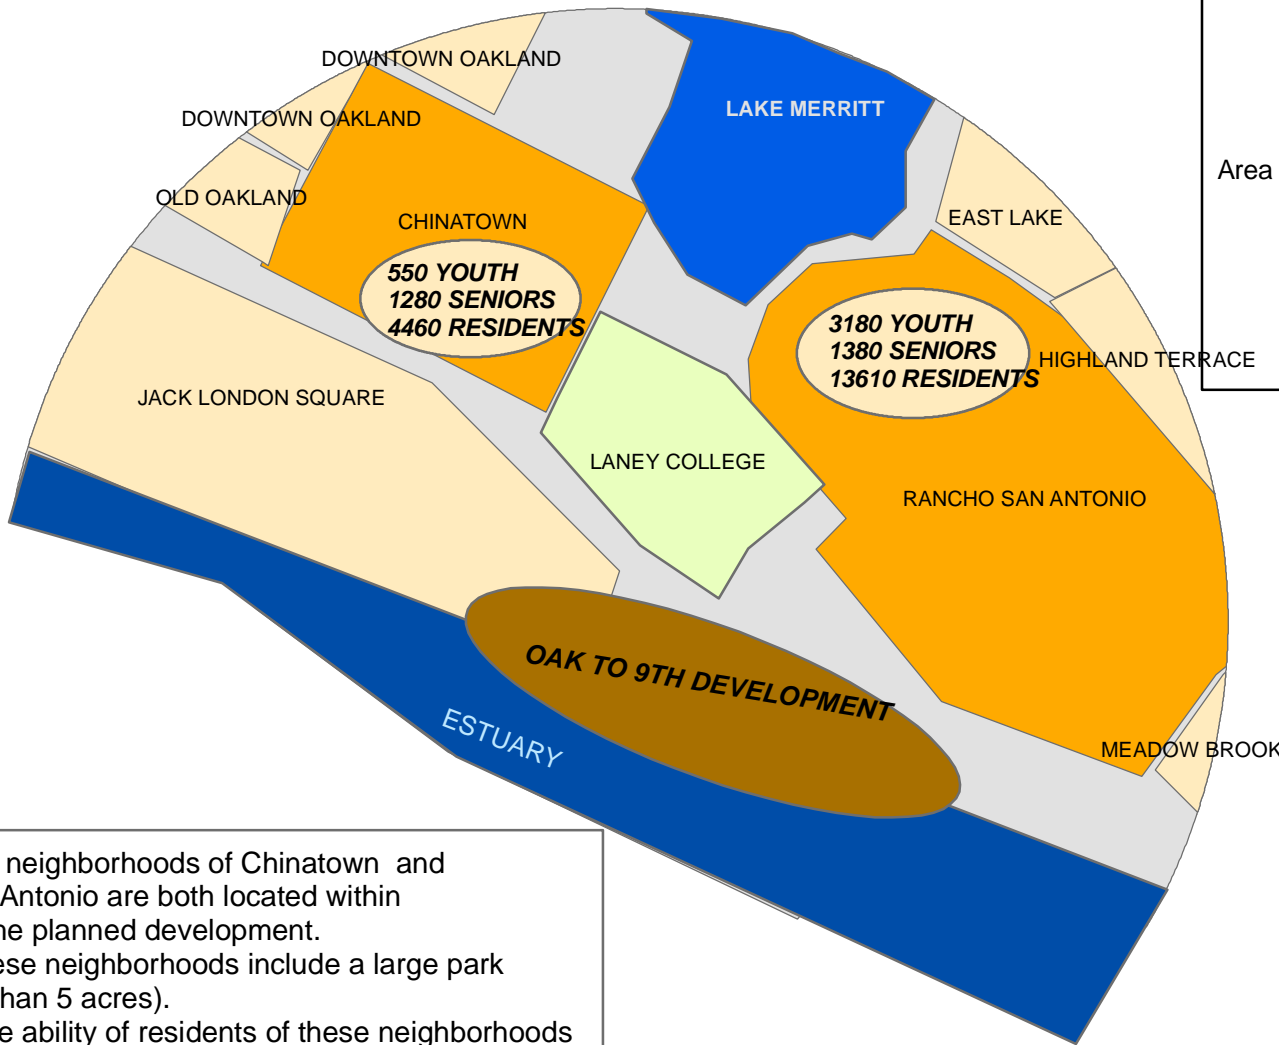 DOWNTOWN OAKLAND
LAKE MERRITT
DOWNTOWN OAKLAND
Area
OLD OAKLAND
CHINATOWN
EAST LAKE
550 YOUTH
1280 SENIORS
4460 RESIDENTS
3180 YOUTH
1380 SENIORS
13610 RESIDENTS
HIGHLAND TERRACE
JACK LONDON SQUARE
LANEY COLLEGE
RANCHO SAN ANTONIO
OAK TO 9TH DEVELOPMENT
ESTUARY
MEADOW BROOK
neighborhoods of Chinatown and
Antonio are both located within
he planned development.
ese neighborhoods include a large park
han 5 acres).
e ability of residents of these neighborhoods